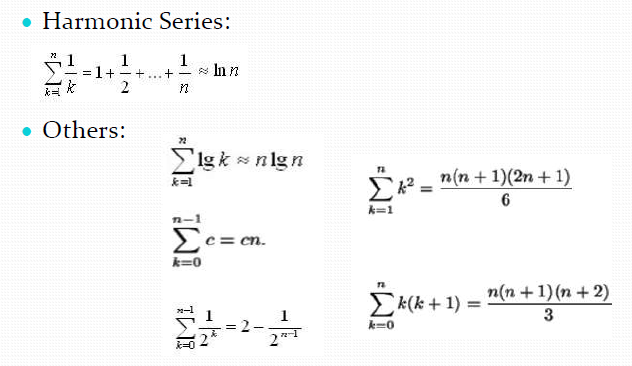 • Harmonic Series:
∑_{k=1}^{n} 1/k = 1 + 1/2 + ... + 1/n ≈ ln n
• Others:
∑_{k=1}^{n} lg k ≈ n lg n
∑_{k=1}^{n} k² = n(n + 1)(2n + 1)/6
∑_{k=0}^{n−1} c = cn.
∑_{k=0}^{n−1} 1/2^k = 2 − 1/2^{n−1}
∑_{k=0}^{n} k(k + 1) = n(n + 1)(n + 2)/3